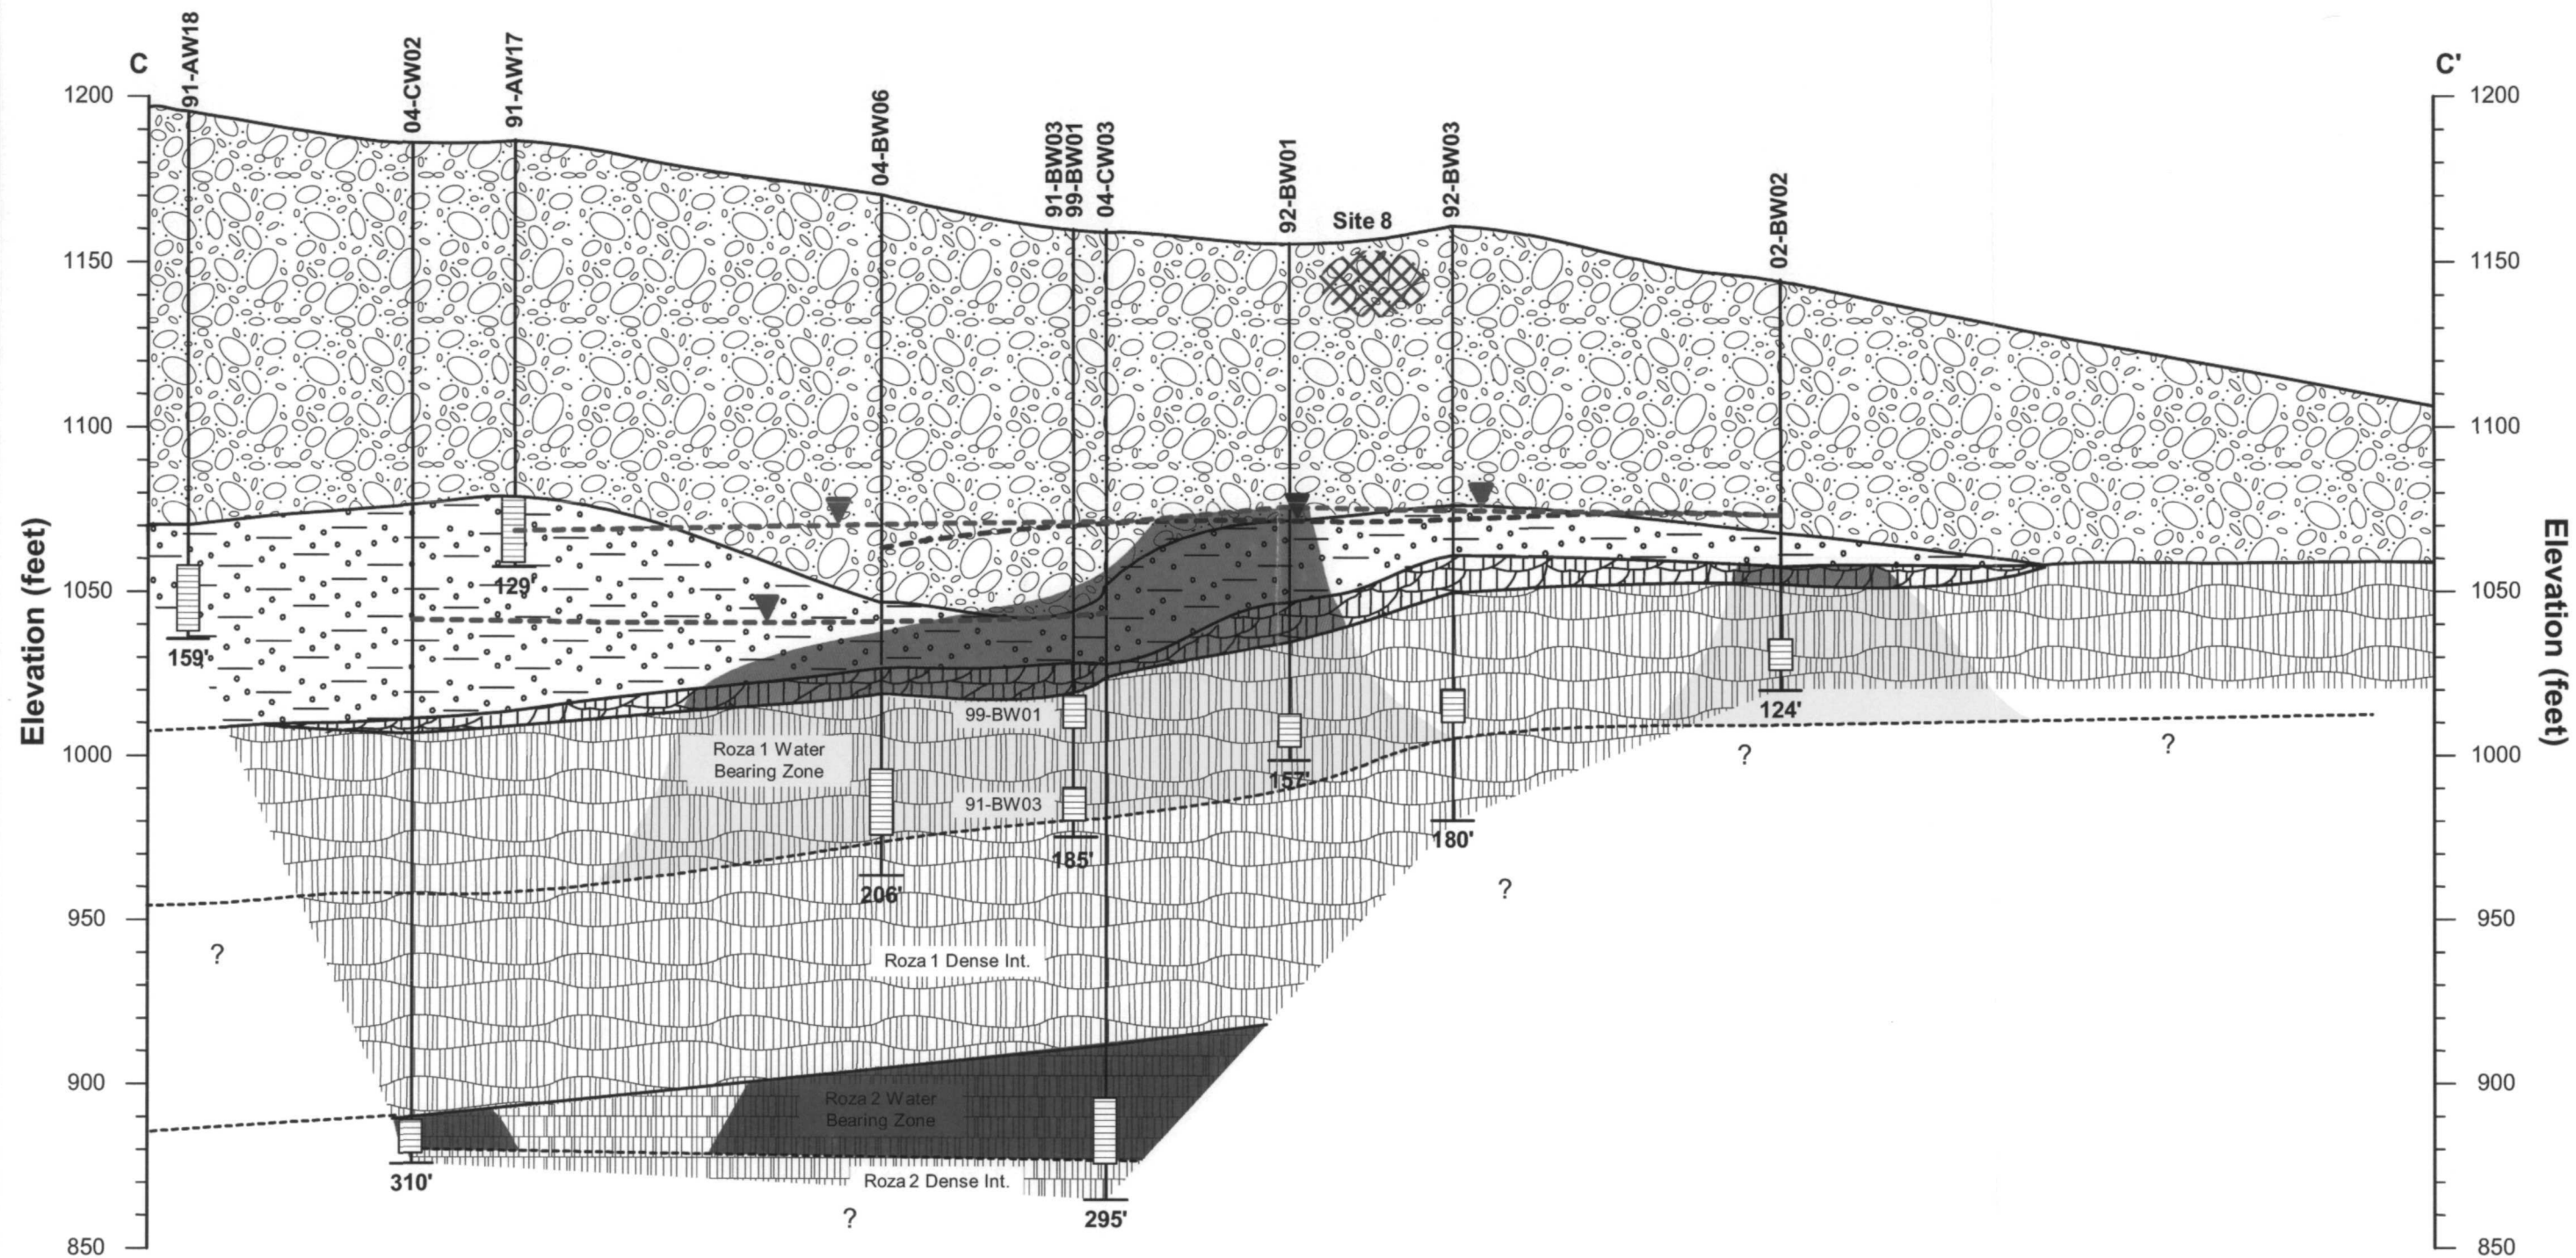 C
91-AW18
04-CW02
91-AW17
04-BW06
91-BW03
99-BW01
04-CW03
92-BW01
Site 8
92-BW03
02-BW02
C'
1200
1150
1100
1050
1000
950
900
850
Elevation (feet)
1200
1150
1100
1050
1000
950
900
850
Elevation (feet)
129'
159'
99-BW01
Roza 1 Water
Bearing Zone
91-BW03
124'
157'
180'
185'
206'
?
?
?
?
Roza 1 Dense Int.
Roza 2 Water
Bearing Zone
Roza 2 Dense Int.
310'
295'
?